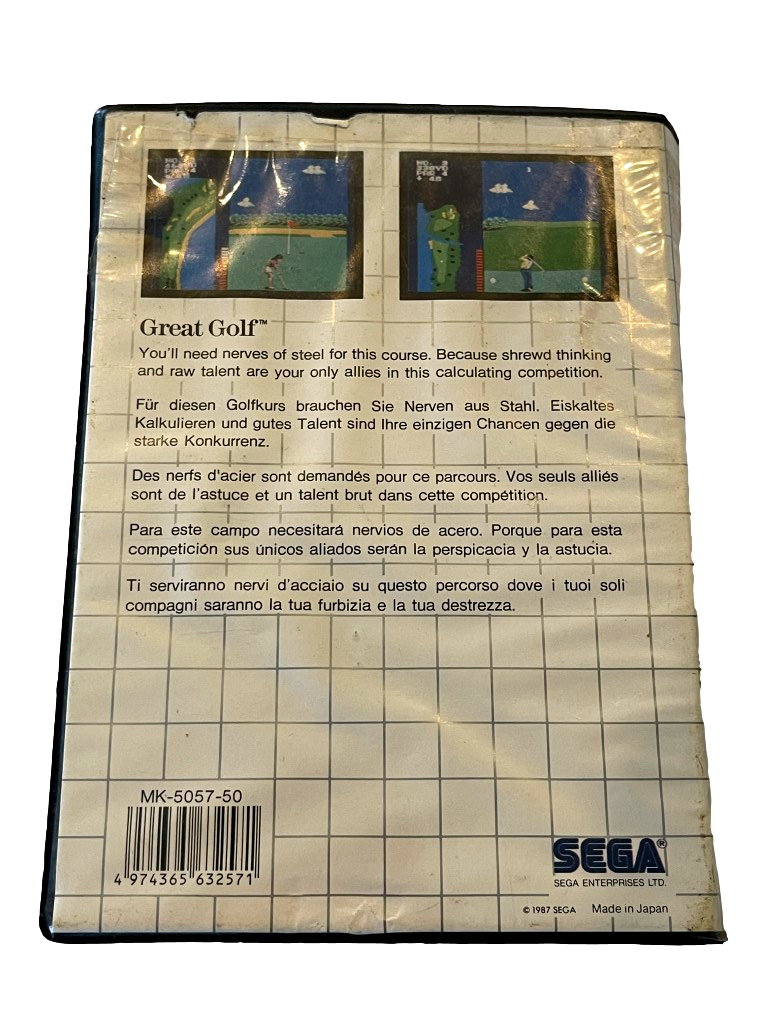 PAR 4
NO. 3
PAR 4
Great Golf™
You'll need nerves of steel for this course. Because shrewd thinking
and raw talent are your only allies in this calculating competition.
Für diesen Golfkurs brauchen Sie Nerven aus Stahl. Eiskaltes
Kalkulieren und gutes Talent sind Ihre einzigen Chancen gegen die
starke Konkurrenz.
Des nerfs d'acier sont demandés pour ce parcours. Vos seuls alliés
sont de l'astuce et un talent brut dans cette compétition.
Para este campo necesitará nervios de acero. Porque para esta
competición sus únicos aliados serán la perspicacia y la astucia.
Ti serviranno nervi d'acciaio su questo percorso dove i tuoi soli
compagni saranno la tua furbizia e la tua destrezza.
MK-5057-50
4 974365 632571
SEGA®
SEGA ENTERPRISES LTD.
© 1987 SEGA Made in Japan